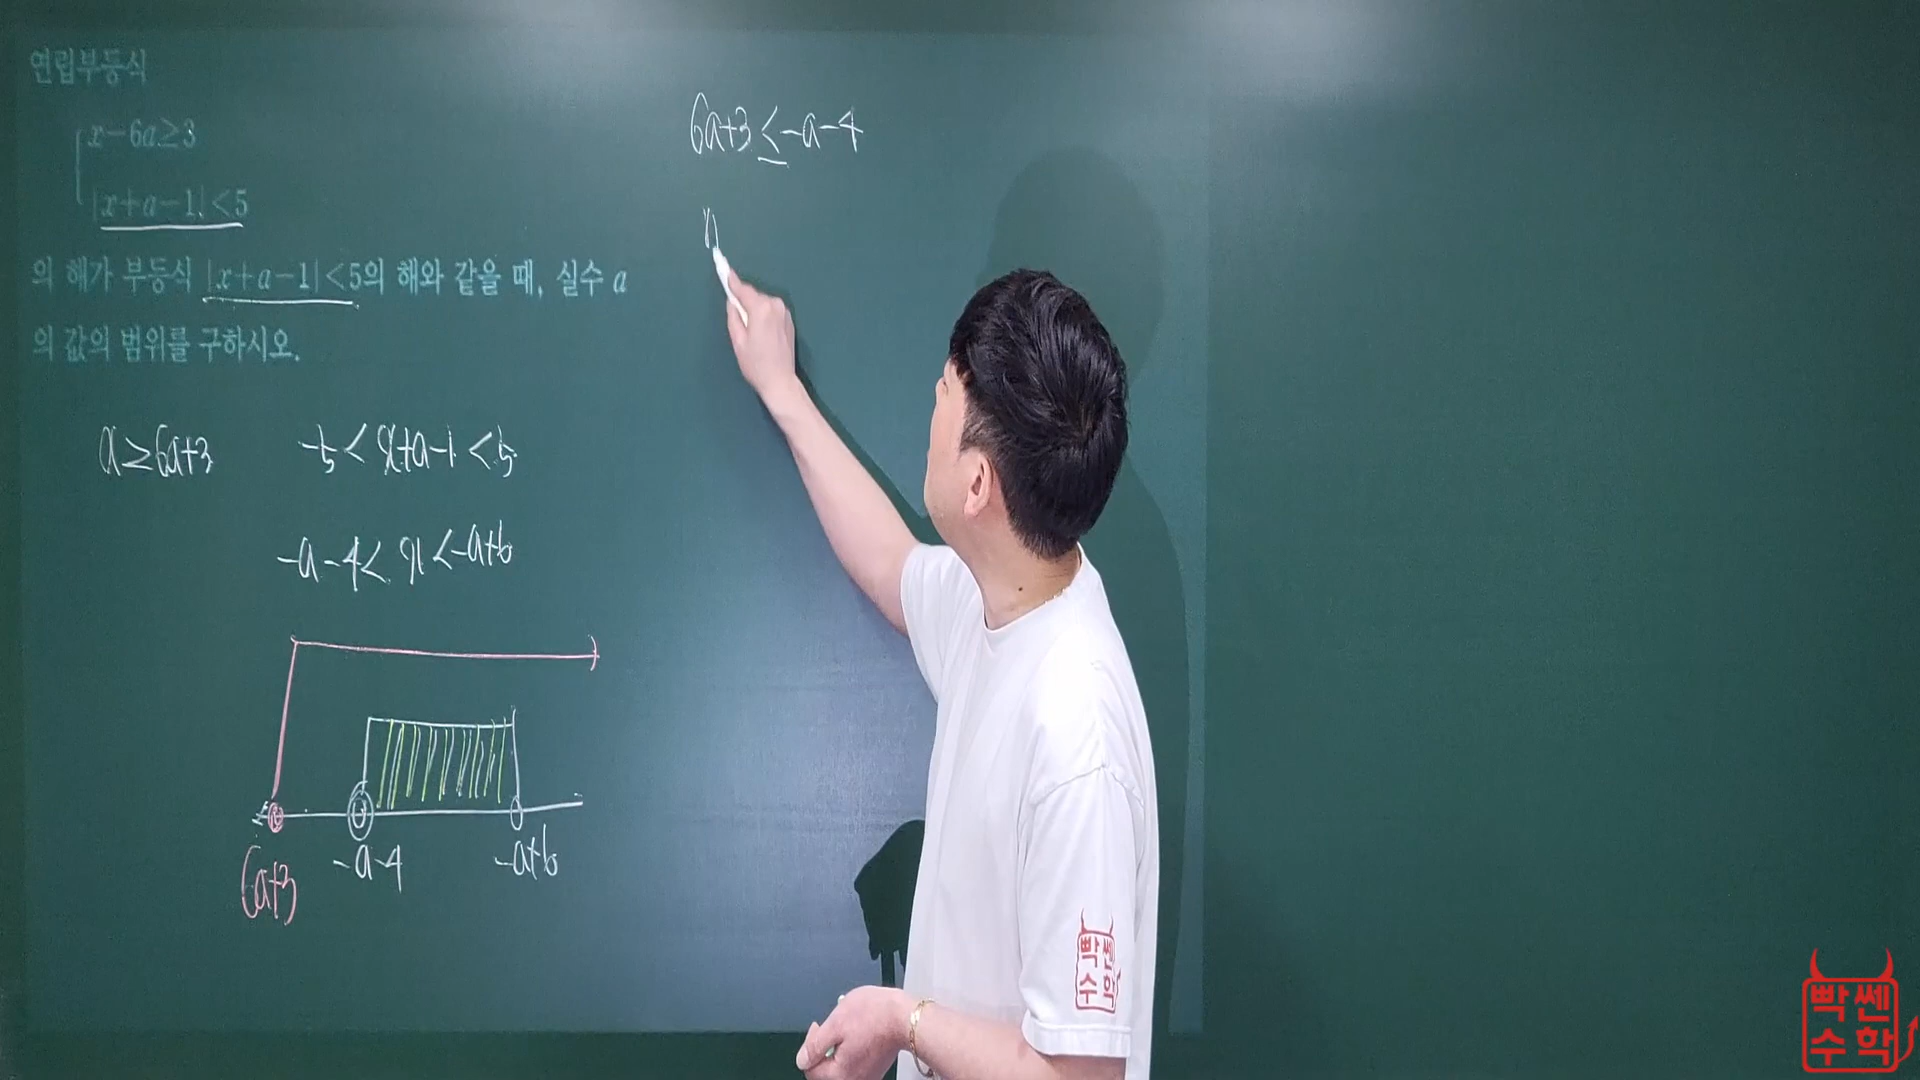 연립부등식
x-6a≥3
|x+a-1|<5
의 해가 부등식 |x+a-1|<5의 해와 같을 때, 실수 a
의 값의 범위를 구하시오.
x≥6a+3
-5<x+a-1<5
-a-4<x<-a+6
6a+3
-a-4
-a+6
6a+3≤-a-4
빡쎈
수학
빡쎈
수학